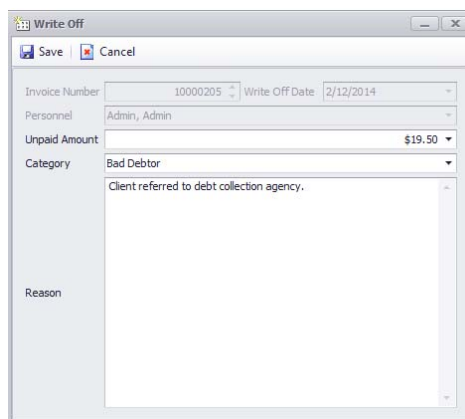 Write Off
Save Cancel
Invoice Number 10000205 Write Off Date 2/12/2014
Personnel Admin, Admin
Unpaid Amount $19.50
Category Bad Debtor
Client referred to debt collection agency.
Reason